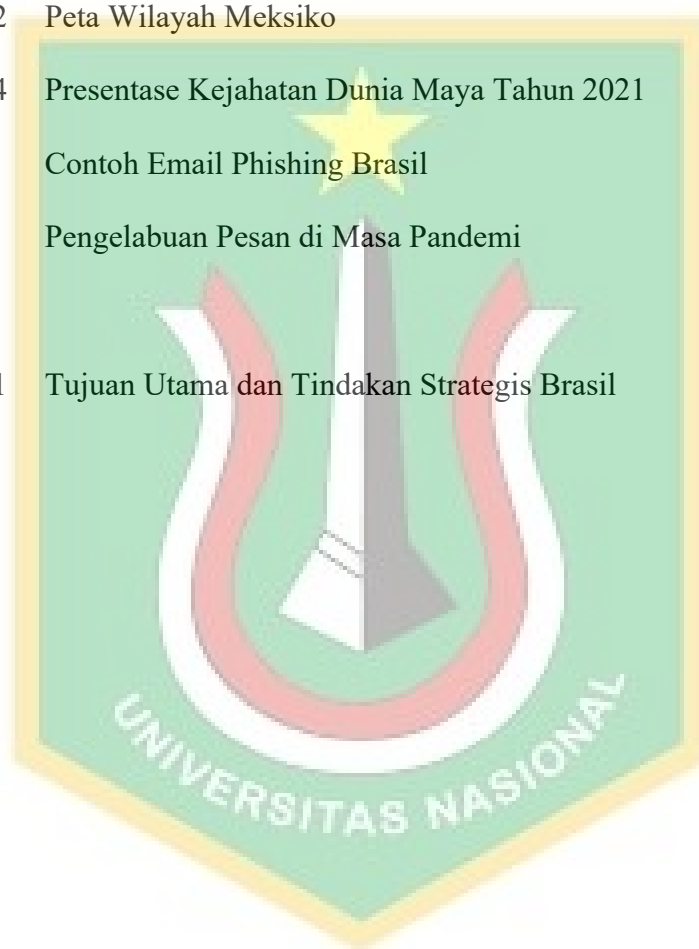 2 Peta Wilayah Meksiko
4 Presentase Kejahatan Dunia Maya Tahun 2021
Contoh Email Phishing Brasil
Pengelabuan Pesan di Masa Pandemi
1 Tujuan Utama dan Tindakan Strategis Brasil
UNIVERSITAS NASIONAL